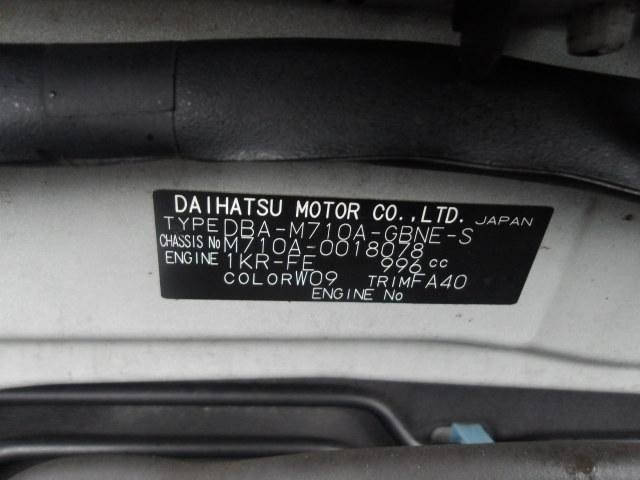 DAIHATSU MOTOR CO.,LTD. JAPAN
TYPE DBA-M710A-GBNE-S
CHASSIS No M710A-0018078
ENGINE 1KR-FE 996 cc
COLOR W09 TRIM FA40
ENGINE No